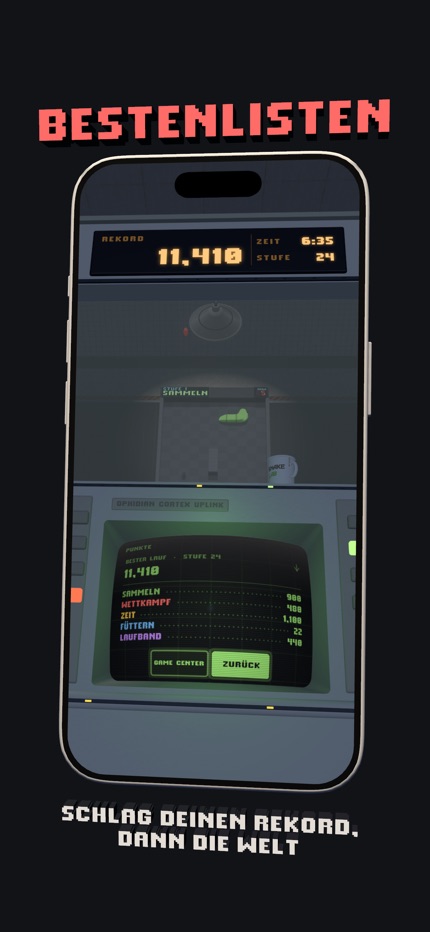 BESTENLISTEN
REKORD
11,410
ZEIT 6:35
STUFE 24
SAMMELN
OPHIDIAN CORTEX UPLINK
PUNKTE
BESTER LAUF · STUFE 24
11,410
SAMMELN 900
WETTKAMPF 400
ZEIT 1,100
FÜTTERN 22
LAUFBAND 440
GAME CENTER
ZURÜCK
SCHLAG DEINEN REKORD,
DANN DIE WELT